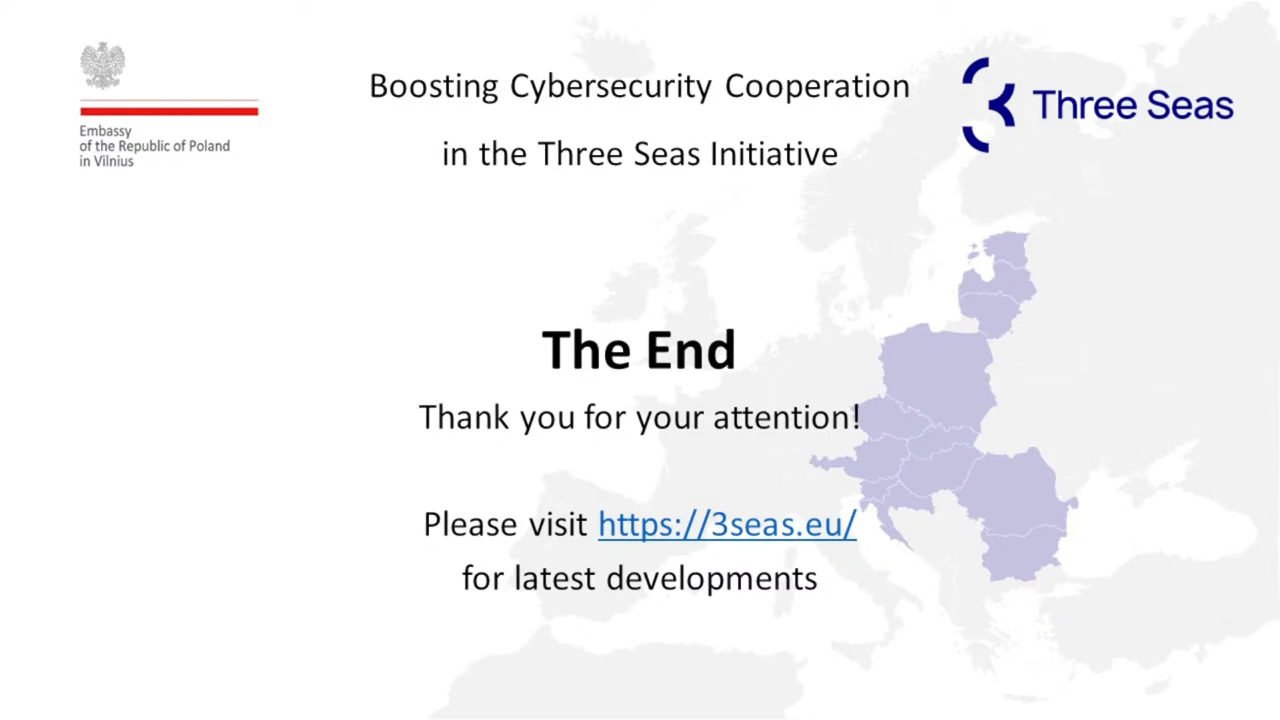 Embassy
of the Republic of Poland
in Vilnius
Boosting Cybersecurity Cooperation
in the Three Seas Initiative
Three Seas
The End
Thank you for your attention!
Please visit https://3seas.eu/
for latest developments